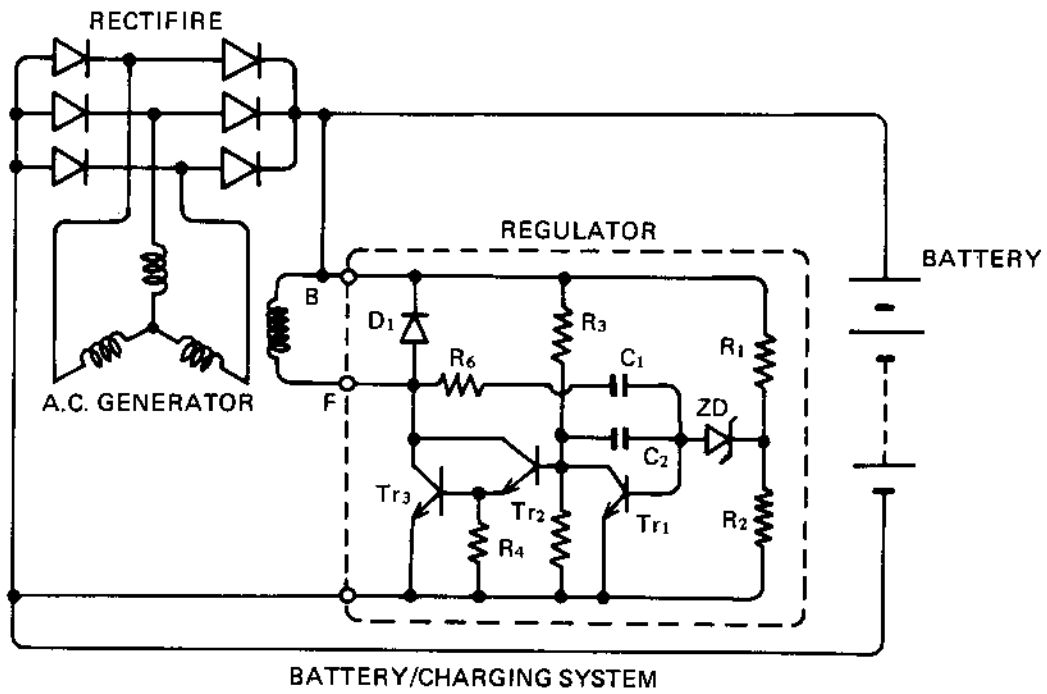 RECTIFIRE
REGULATOR
BATTERY
B
D1
R3
R1
R6
C1
A.C. GENERATOR
F
ZD
C2
Tr3
Tr2
Tr1
R2
R4
BATTERY/CHARGING SYSTEM